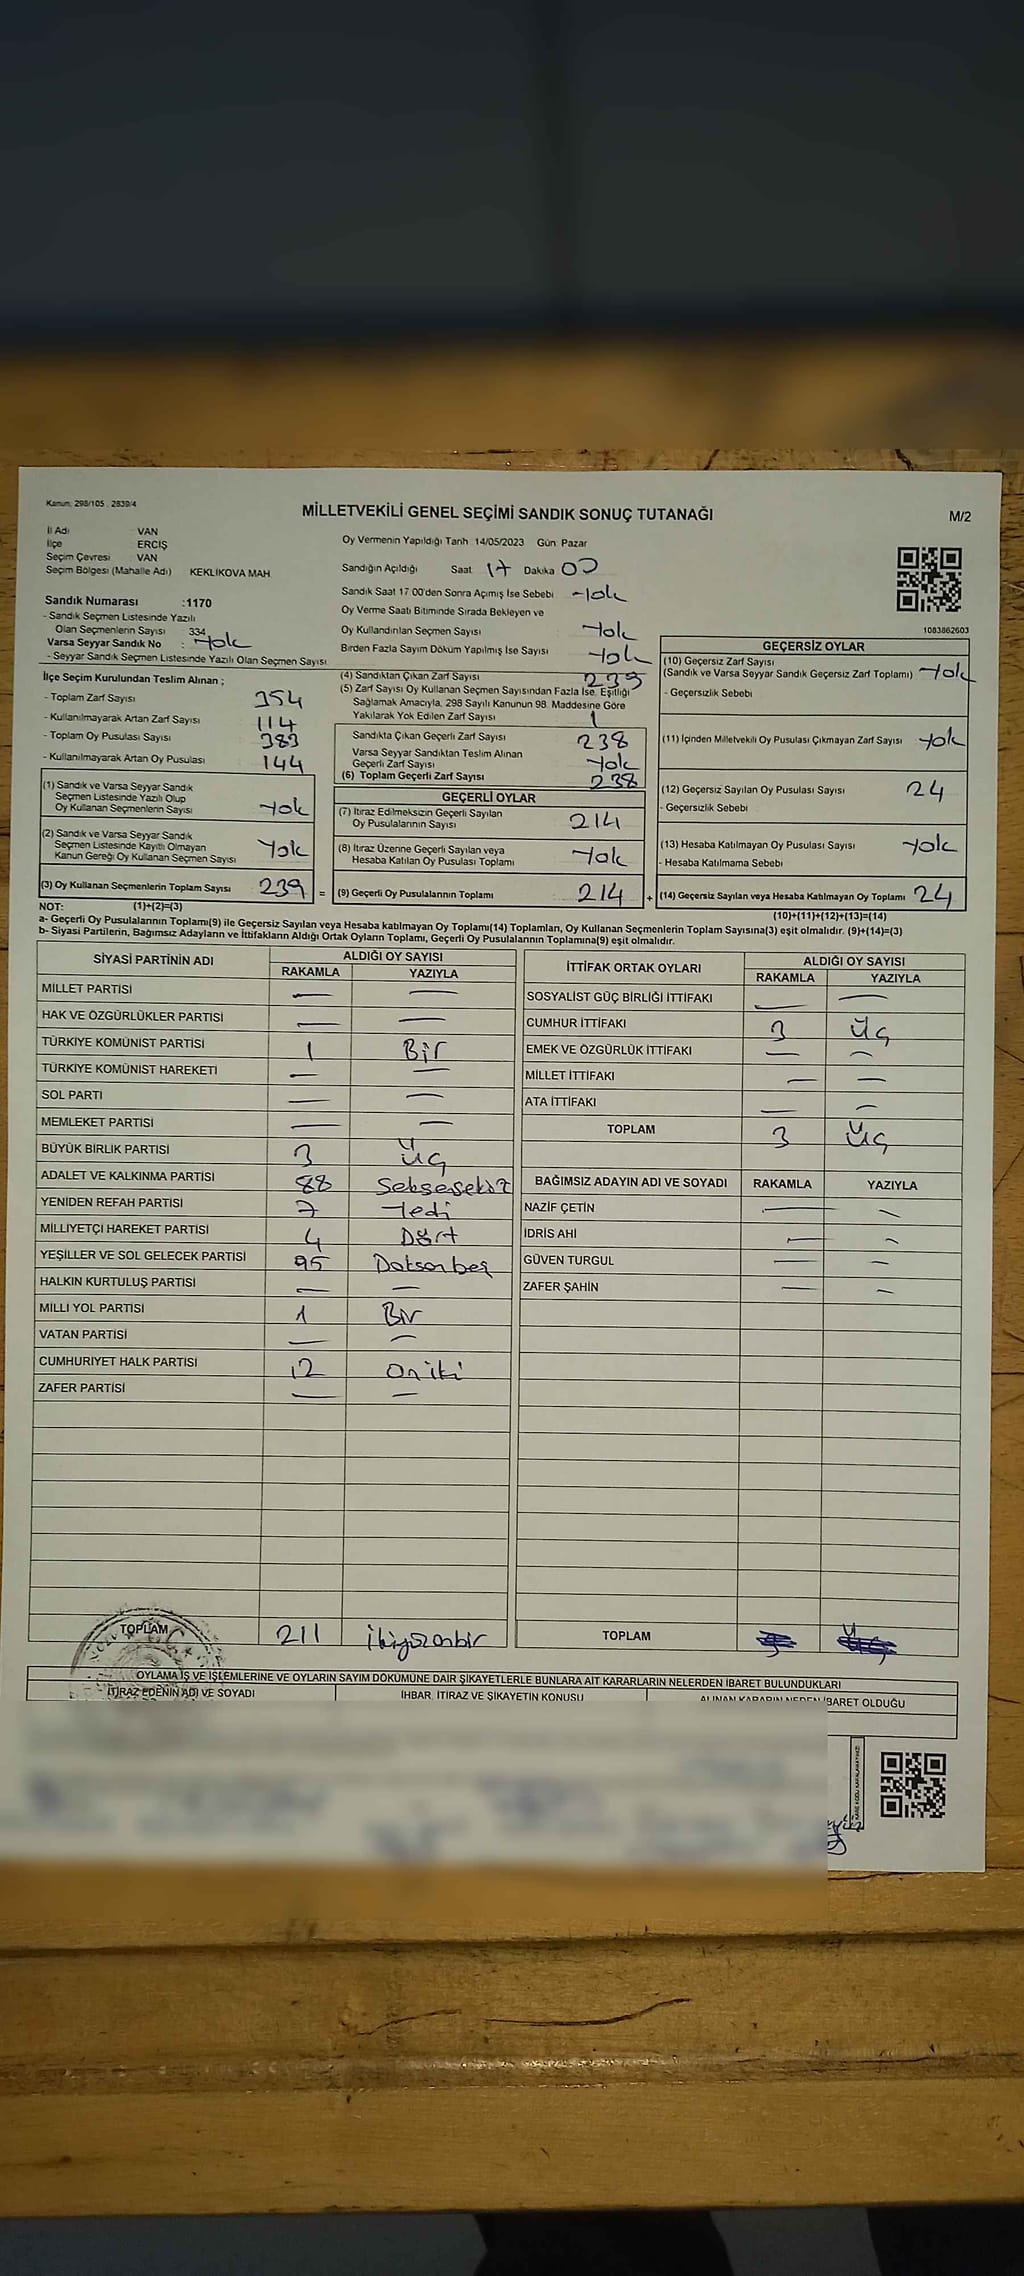 Kanun: 298/105 , 2839/4
MİLLETVEKİLİ GENEL SEÇİMİ SANDIK SONUÇ TUTANAĞI
M/2
İl Adı : VAN
İlçe : ERCİŞ
Seçim Çevresi : VAN
Seçim Bölgesi (Mahalle Adı) KEKLİKOVA MAH.
Sandık Numarası :1170
- Sandık Seçmen Listesinde Yazılı
Olan Seçmenlerin Sayısı : 334
Varsa Seyyar Sandık No : Yok
- Seyyar Sandık Seçmen Listesinde Yazılı Olan Seçmen Sayısı
Oy Vermenin Yapıldığı Tarih :14/05/2023 Gün: Pazar
Sandığın Açıldığı Saat 17 Dakika 00
Sandık Saat 17.00'den Sonra Açımış İse Sebebi Yok
Oy Verme Saati Bitiminde Sırada Bekleyen ve
Oy Kullandırılan Seçmen Sayısı Yok
Birden Fazla Sayım Döküm Yapılmış İse Sayısı Yok
1083862603
İlçe Seçim Kurulundan Teslim Alınan ;
- Toplam Zarf Sayısı 354
- Kullanılmayarak Artan Zarf Sayısı 114
- Toplam Oy Pusulası Sayısı 383
- Kullanılmayarak Artan Oy Pusulası 144
(1) Sandık ve Varsa Seyyar Sandık
Seçmen Listesinde Yazılı Olup
Oy Kullanan Seçmenlerin Sayısı Yok
(2) Sandık ve Varsa Seyyar Sandık
Seçmen Listesinde Kayıtlı Olmayan
Kanun Gereği Oy Kullanan Seçmen Sayısı Yok
(3) Oy Kullanan Seçmenlerin Toplam Sayısı 239 =
(1)+(2)=(3)
(4) Sandıktan Çıkan Zarf Sayısı 239
(5) Zarf Sayısı Oy Kullanan Seçmen Sayısından Fazla İse, Eşitliği
Sağlamak Amacıyla, 298 Sayılı Kanunun 98. Maddesine Göre
Yakılarak Yok Edilen Zarf Sayısı 1
Sandıkta Çıkan Geçerli Zarf Sayısı 238
Varsa Seyyar Sandıktan Teslim Alınan
Geçerli Zarf Sayısı Yok
(6) Toplam Geçerli Zarf Sayısı 238
GEÇERLİ OYLAR
(7) İtiraz Edilmeksizin Geçerli Sayılan
Oy Pusulalarının Sayısı 214
(8) İtiraz Üzerine Geçerli Sayılan veya
Hesaba Katılan Oy Pusulası Toplamı Yok
(9) Geçerli Oy Pusulalarının Toplamı 214 +
GEÇERSİZ OYLAR
(10) Geçersiz Zarf Sayısı
(Sandık ve Varsa Seyyar Sandık Geçersiz Zarf Toplamı) Yok
- Geçersizlik Sebebi
(11) İçinden Milletvekili Oy Pusulası Çıkmayan Zarf Sayısı Yok
(12) Geçersiz Sayılan Oy Pusulası Sayısı 24
- Geçersizlik Sebebi
(13) Hesaba Katılmayan Oy Pusulası Sayısı Yok
- Hesaba Katılmama Sebebi
(14) Geçersiz Sayılan veya Hesaba Katılmayan Oy Toplamı 24
(10)+(11)+(12)+(13)=(14)
NOT:
a- Geçerli Oy Pusulalarının Toplamı(9) ile Geçersiz Sayılan veya Hesaba katılmayan Oy Toplamı(14) Toplamları, Oy Kullanan Seçmenlerin Toplam Sayısına(3) eşit olmalıdır. (9)+(14)=(3)
b- Siyasi Partilerin, Bağımsız Adayların ve İttifakların Aldığı Ortak Oyların Toplamı, Geçerli Oy Pusulalarının Toplamına(9) eşit olmalıdır.
SİYASİ PARTİNİN ADI ALDIĞI OY SAYISI
RAKAMLA YAZIYLA
MİLLET PARTİSİ — —
HAK VE ÖZGÜRLÜKLER PARTİSİ — —
TÜRKİYE KOMÜNİST PARTİSİ 1 Bir
TÜRKİYE KOMÜNİST HAREKETİ — —
SOL PARTİ — —
MEMLEKET PARTİSİ — —
BÜYÜK BİRLİK PARTİSİ 3 Üç
ADALET VE KALKINMA PARTİSİ 88 Seksesekiz
YENİDEN REFAH PARTİSİ 7 Yedi
MİLLİYETÇİ HAREKET PARTİSİ 4 Dört
YEŞİLLER VE SOL GELECEK PARTİSİ 95 Doksanbeş
HALKIN KURTULUŞ PARTİSİ — —
MİLLİ YOL PARTİSİ 1 Bir
VATAN PARTİSİ — —
CUMHURİYET HALK PARTİSİ 12 Oniki
ZAFER PARTİSİ — —
TOPLAM 211 İkiyüzonbir
İTTİFAK ORTAK OYLARI ALDIĞI OY SAYISI
RAKAMLA YAZIYLA
SOSYALİST GÜÇ BİRLİĞİ İTTİFAKI — —
CUMHUR İTTİFAKI 3 Üç
EMEK VE ÖZGÜRLÜK İTTİFAKI — —
MİLLET İTTİFAKI — —
ATA İTTİFAKI — —
TOPLAM 3 Üç
BAĞIMSIZ ADAYIN ADI VE SOYADI RAKAMLA YAZIYLA
NAZİF ÇETİN — —
İDRİS AHİ — —
GÜVEN TURGUL — —
ZAFER ŞAHİN — —
TOPLAM
OYLAMA İŞ VE İŞLEMLERİNE VE OYLARIN SAYIM DÖKÜMÜNE DAİR ŞİKAYETLERLE BUNLARA AİT KARARLARIN NELERDEN İBARET BULUNDUKLARI
İTİRAZ EDENİN ADI VE SOYADI İHBAR, İTİRAZ VE ŞİKAYETİN KONUSU ALINAN KARARIN NEDEN İBARET OLDUĞU